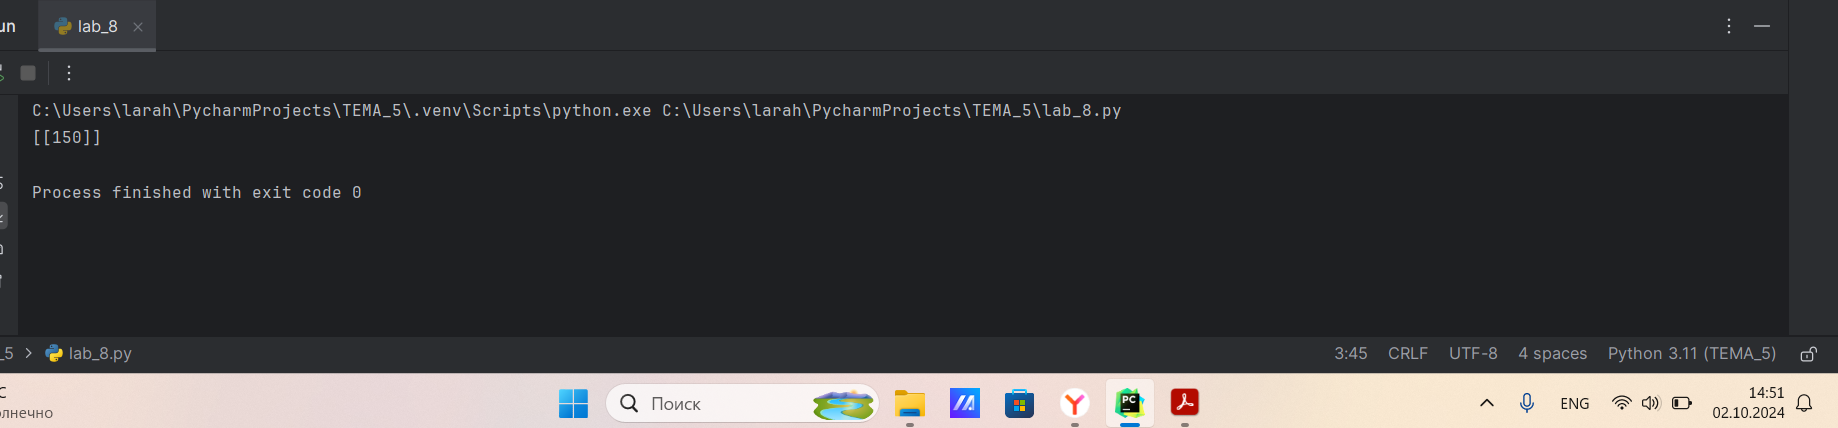 un lab_8
C:\Users\larah\PycharmProjects\TEMA_5\.venv\Scripts\python.exe C:\Users\larah\PycharmProjects\TEMA_5\lab_8.py
[[150]]
Process finished with exit code 0
_5 > lab_8.py 3:45 CRLF UTF-8 4 spaces Python 3.11 (TEMA_5)
C
лнечно
Поиск
PC
ENG
14:51
02.10.2024